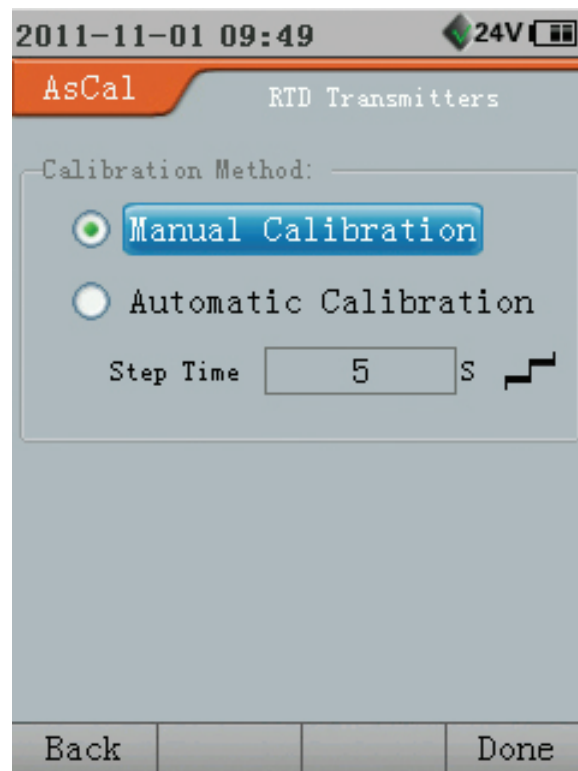 2011-11-01 09:49 24V
AsCal RTD Transmitters
Calibration Method:
Manual Calibration
Automatic Calibration
Step Time 5 S
Back Done